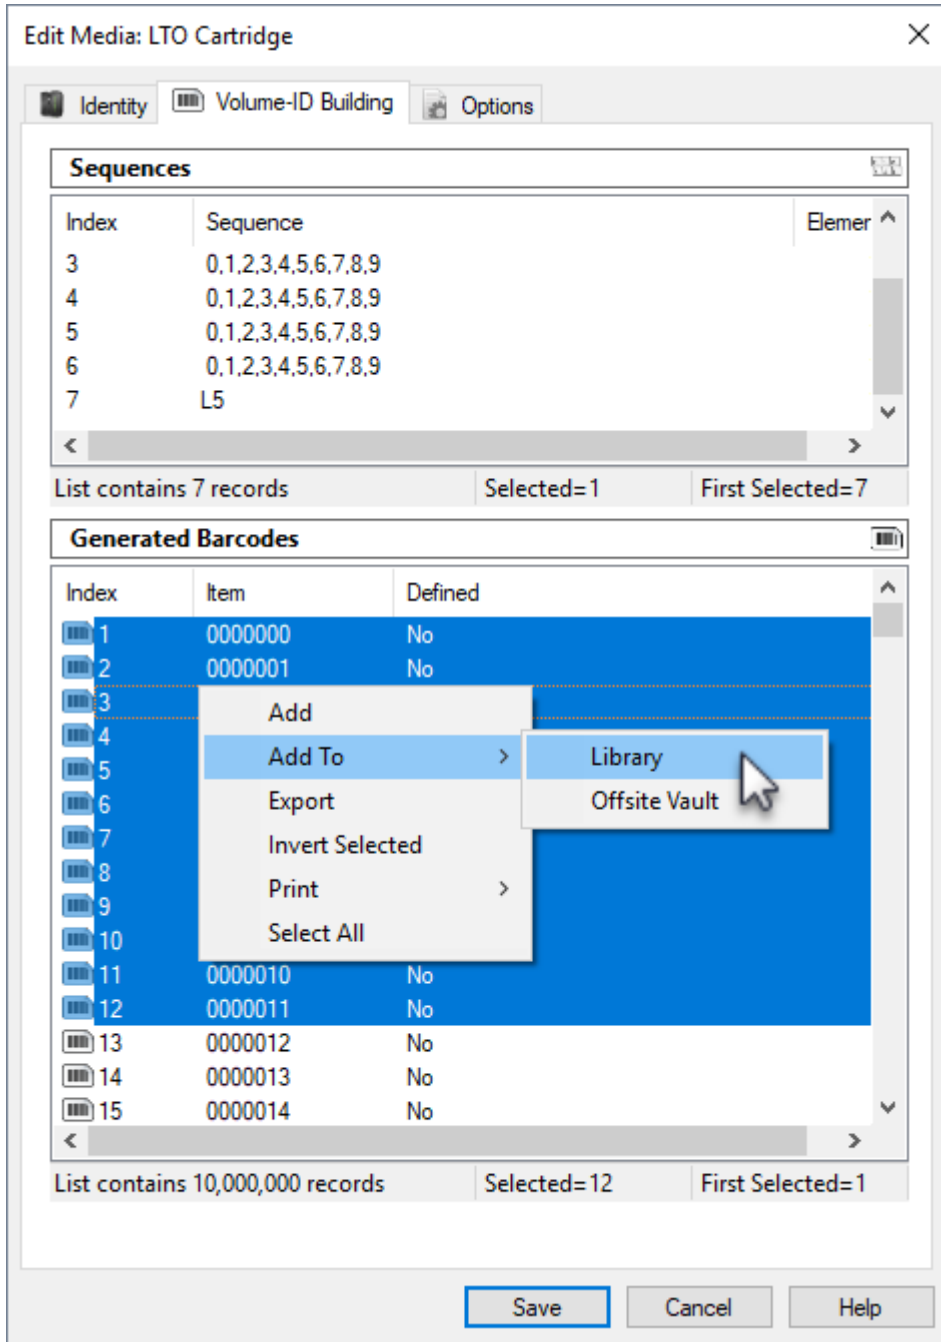 Edit Media: LTO Cartridge
Identity Volume-ID Building Options
Sequences
Index Sequence Elemer
3 0,1,2,3,4,5,6,7,8,9
4 0,1,2,3,4,5,6,7,8,9
5 0,1,2,3,4,5,6,7,8,9
6 0,1,2,3,4,5,6,7,8,9
7 L5
List contains 7 records Selected=1 First Selected=7
Generated Barcodes
Index Item Defined
1 0000000 No
2 0000001 No
3
4
5
6
7
8
9
10
11 0000010 No
12 0000011 No
13 0000012 No
14 0000013 No
15 0000014 No
Add
Add To
Export
Invert Selected
Print
Select All
Library
Offsite Vault
List contains 10,000,000 records Selected=12 First Selected=1
Save Cancel Help